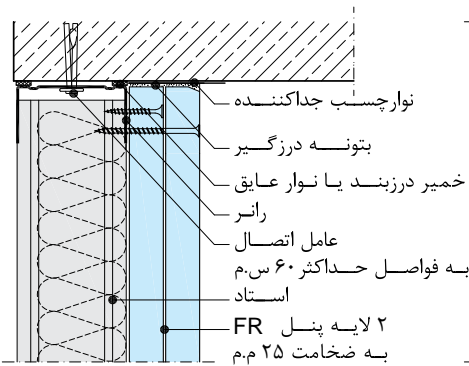 نوارچسب جداکننده
بتونه درزگیر
خمیر درزبند یا نوار عایق
رانر
عامل اتصال
به فواصل حداکثر ۶۰ س.م
استاد
۲ لایه پنل FR
به ضخامت ۲۵ م.م